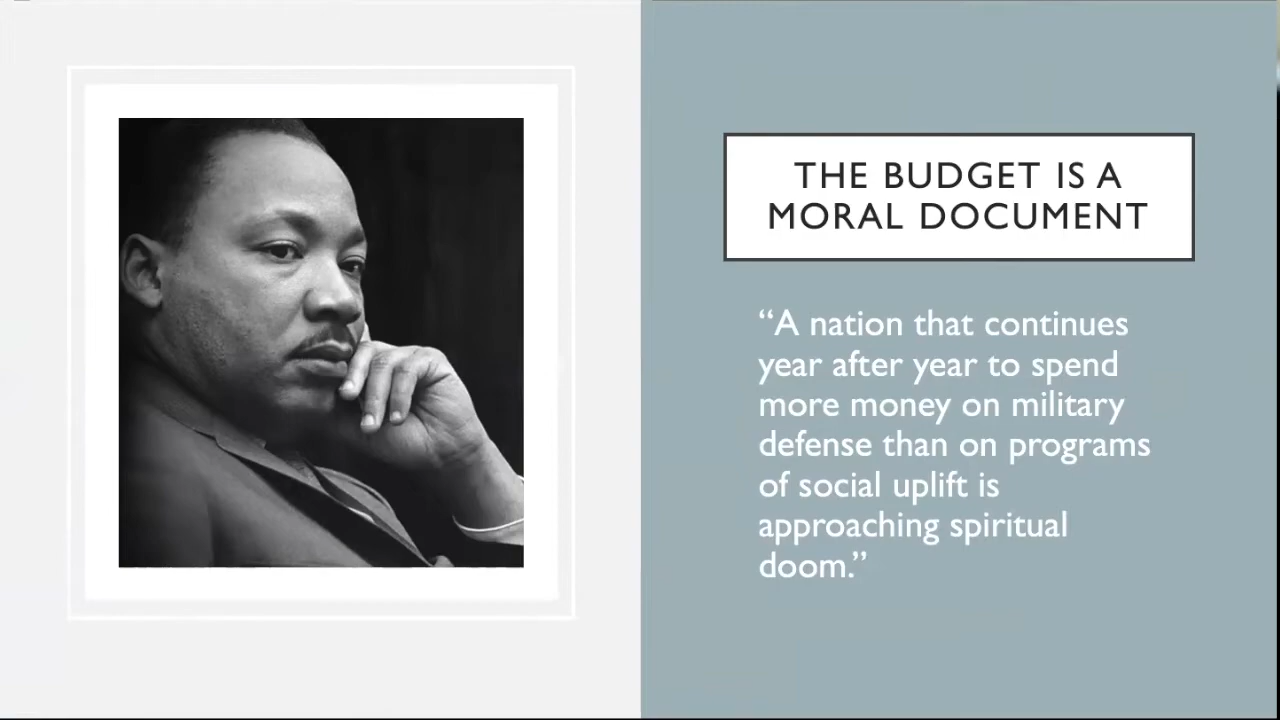 THE BUDGET IS A
MORAL DOCUMENT
“A nation that continues
year after year to spend
more money on military
defense than on programs
of social uplift is
approaching spiritual
doom.”